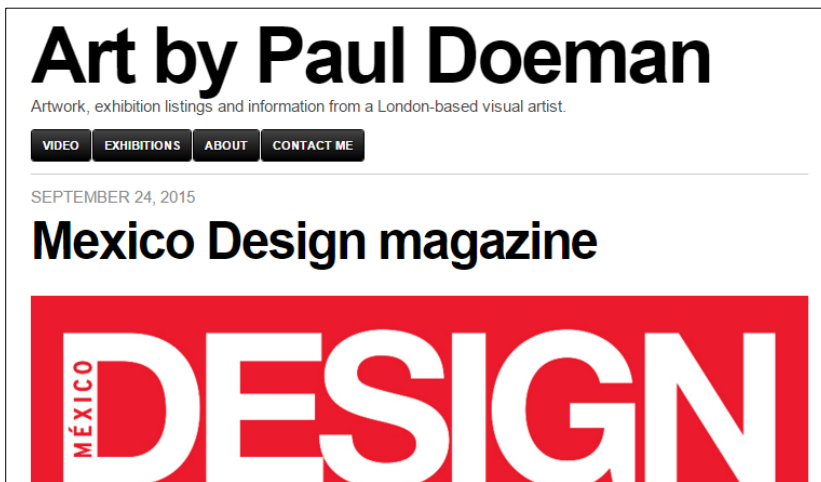 Art by Paul Doeman
Artwork, exhibition listings and information from a London-based visual artist.
VIDEO EXHIBITIONS ABOUT CONTACT ME
SEPTEMBER 24, 2015
Mexico Design magazine
MÉXICO
DESIGN